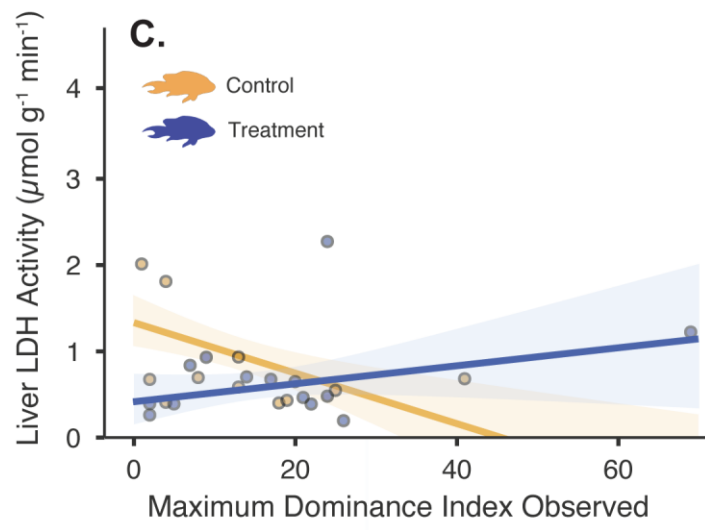 C.
Control
Treatment
Liver LDH Activity (µmol g⁻¹ min⁻¹)
4
3
2
1
0
0 20 40 60
Maximum Dominance Index Observed